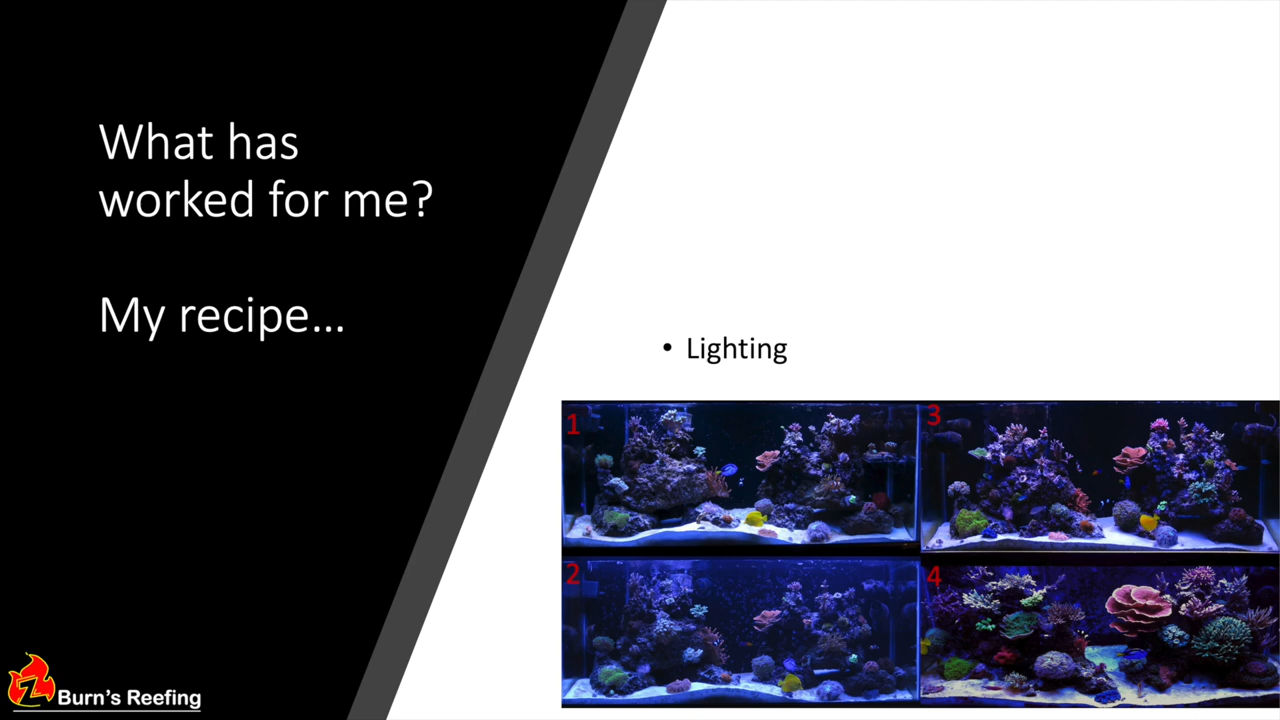 What has
worked for me?
My recipe...
• Lighting
1
3
2
4
Z
Burn's Reefing